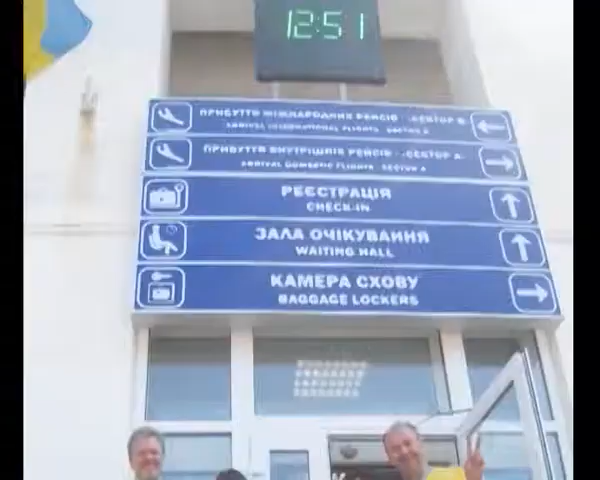 12:51
ПРИБУТТЯ МІЖНАРОДНИХ РЕЙСІВ - СЕКТОР В
ARRIVAL INTERNATIONAL FLIGHTS - SECTOR B
ПРИБУТТЯ ВНУТРІШНІХ РЕЙСІВ - СЕКТОР А
ARRIVAL DOMESTIC FLIGHTS - SECTOR A
РЕЄСТРАЦІЯ
CHECK-IN
ЗАЛА ОЧІКУВАННЯ
WAITING HALL
КАМЕРА СХОВУ
BAGGAGE LOCKERS